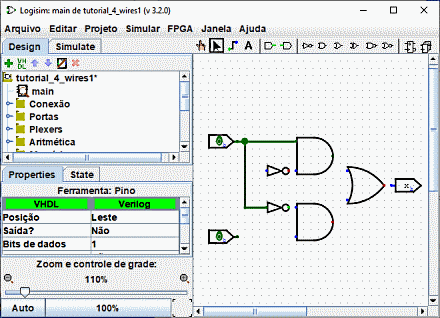 Logisim: main de tutorial_4_wires1 (v 3.2.0)
Arquivo Editar Projeto Simular FPGA Janela Ajuda
Design Simulate
A
VHDL
tutorial_4_wires1*
main
Conexão
Portas
Plexers
Aritmética
Properties State
Ferramenta: Pino
VHDL Verilog
Posição Leste
Saída? Não
Bits de dados 1
Zoom e controle de grade:
110%
Auto 100%
0
x
0